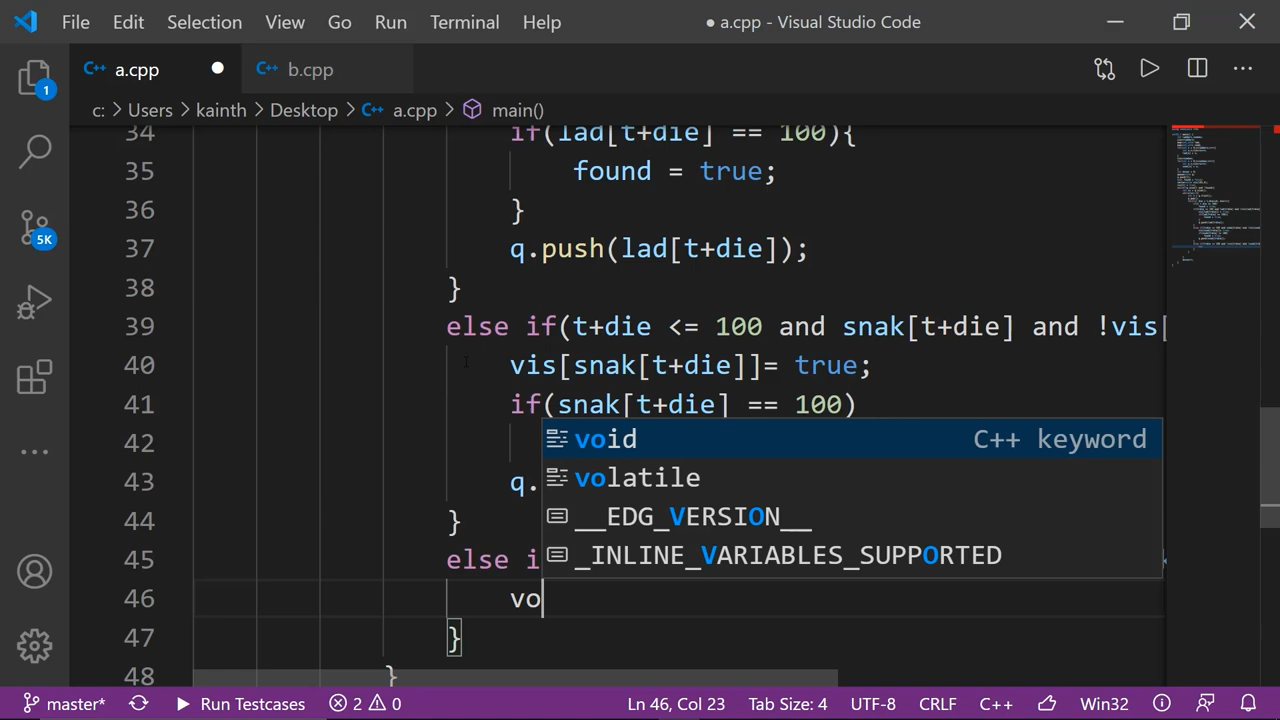 File Edit Selection View Go Run Terminal Help
● a.cpp - Visual Studio Code
1
C++ a.cpp ●
C++ b.cpp
c: > Users > kainth > Desktop > C++ a.cpp > main()
34 if(lad[t+die] == 100){
35 found = true;
36 }
37 q.push(lad[t+die]);
38 }
39 else if(t+die <= 100 and snak[t+die] and !vis[
40 vis[snak[t+die]]= true;
41 if(snak[t+die] == 100)
42
43 q.
44 }
45 else i
46 vo
47 }
48 }
void C++ keyword
volatile
__EDG_VERSION__
_INLINE_VARIABLES_SUPPORTED
5K
master* Run Testcases 2 0 Ln 46, Col 23 Tab Size: 4 UTF-8 CRLF C++ Win32